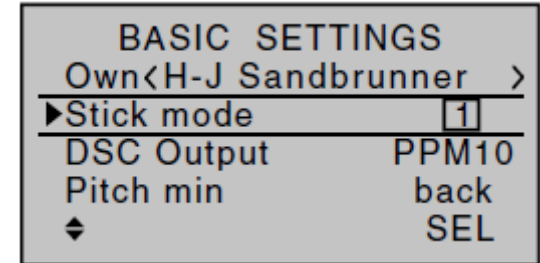 BASIC SETTINGS
Own<H-J Sandbrunner >
Stick mode 1
DSC Output PPM10
Pitch min back
SEL